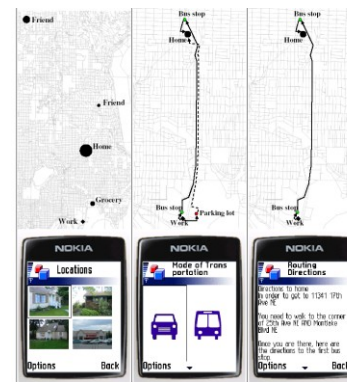 Friend
Friend
Home
Grocery
Work
Bus stop
Home
Bus stop
Parking lot
Work
Bus stop
Home
Bus stop
Work
NOKIA
Locations
Options
Back
NOKIA
Mode of Trans
portation
Options
NOKIA
Routing
Directions
Directions to home
In order to get to 11341 17th
Ave NE
You need to walk to the corner
of 25th Ave NE AND Montlake
Blvd NE
Once you are there, here are
the directions to the first bus
stop
Options
Back